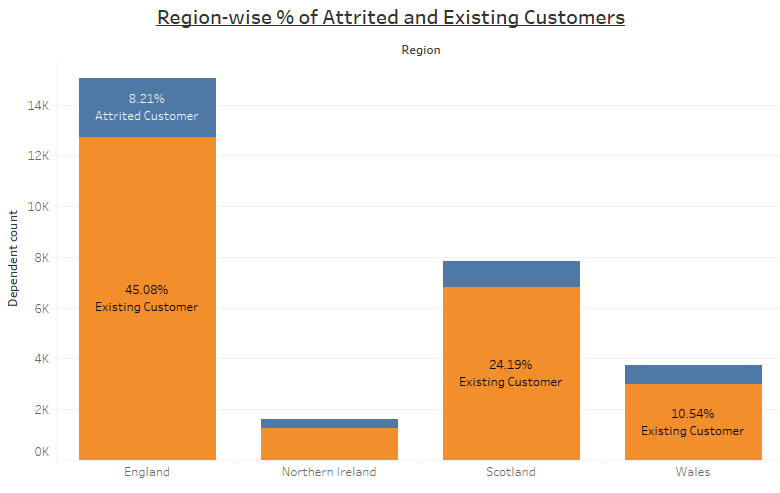 Region-wise % of Attrited and Existing Customers
Region
Dependent count
14K
12K
10K
8K
6K
4K
2K
0K
8.21%
Attrited Customer
45.08%
Existing Customer
24.19%
Existing Customer
10.54%
Existing Customer
England
Northern Ireland
Scotland
Wales